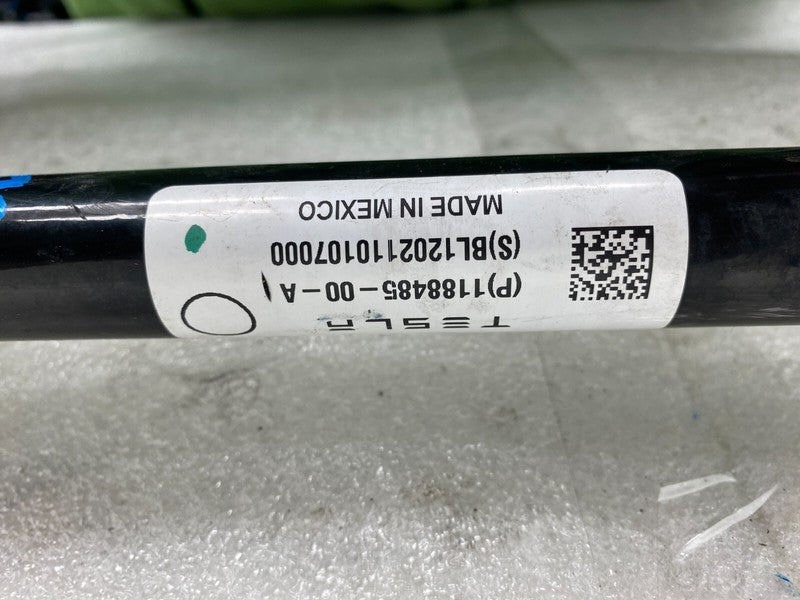 TESLA
(P)1188485-00-A
(S)BL1202110107000
MADE IN MEXICO